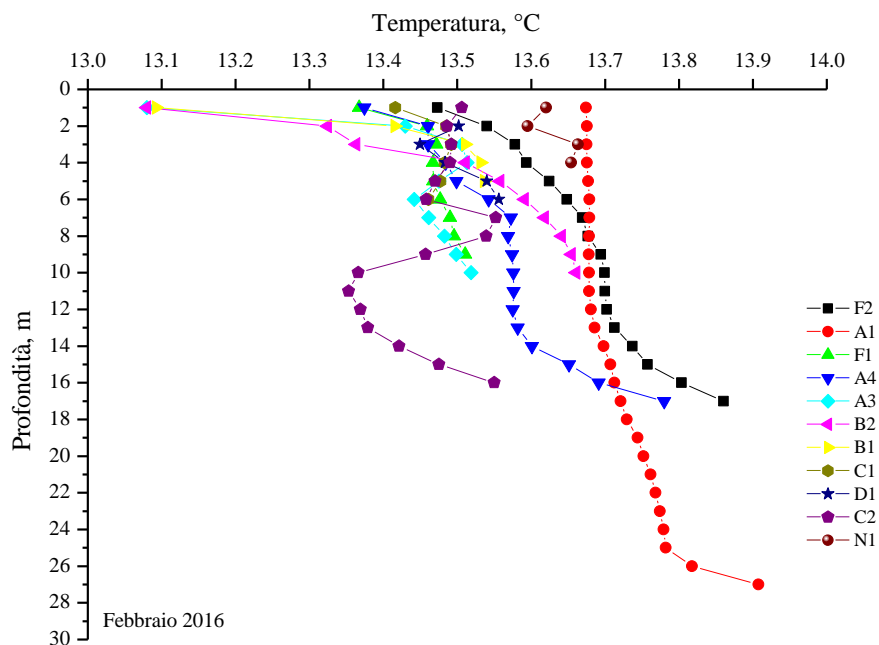 Temperatura, °C
13.0 13.1 13.2 13.3 13.4 13.5 13.6 13.7 13.8 13.9 14.0
0
2
4
6
8
10
12
14
16
18
20
22
24
26
28
30
Profondità, m
F2
A1
F1
A4
A3
B2
B1
C1
D1
C2
N1
Febbraio 2016